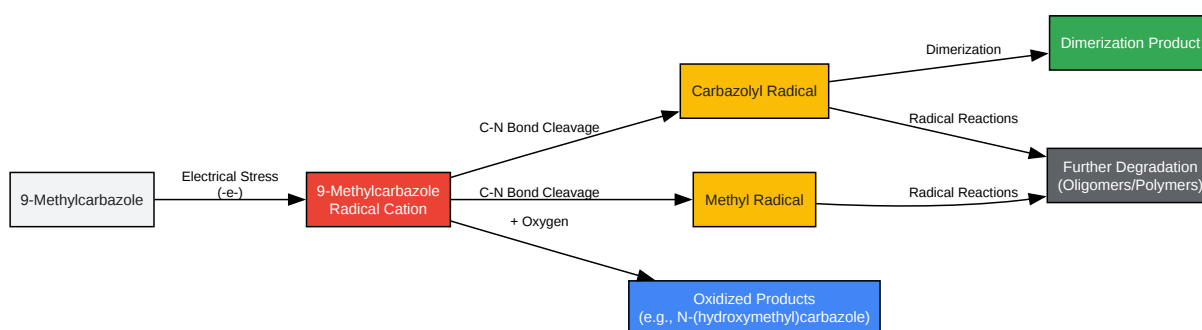 Dimerization Product
Dimerization
Carbazolyl Radical
C-N Bond Cleavage
Radical Reactions
Further Degradation
(Oligomers/Polymers)
9-Methylcarbazole
Electrical Stress
(-e-)
9-Methylcarbazole
Radical Cation
C-N Bond Cleavage
Methyl Radical
Radical Reactions
+ Oxygen
Oxidized Products
(e.g., N-(hydroxymethyl)carbazole)